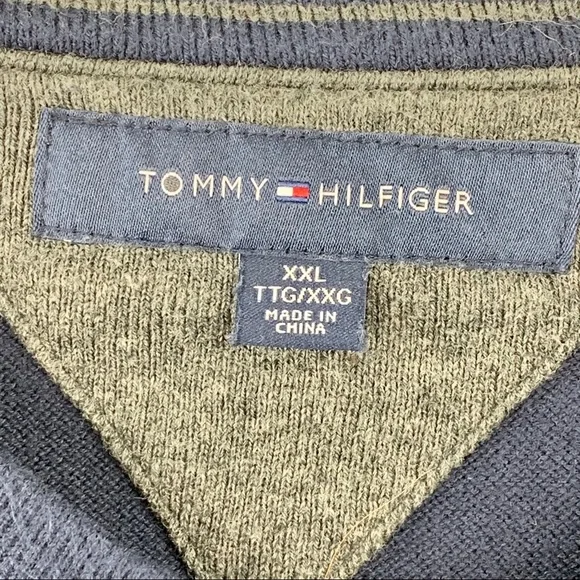 TOMMY HILFIGER
XXL
TTG/XXG
MADE IN
CHINA